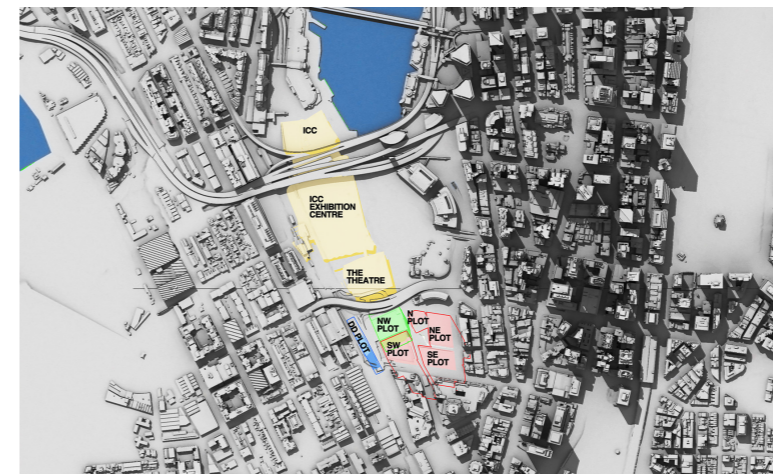 ICC
ICC
EXHIBITION
CENTRE
THE
THEATRE
DD PLOT
NW
PLOT
N
PLOT
NE
PLOT
SW
PLOT
SE
PLOT